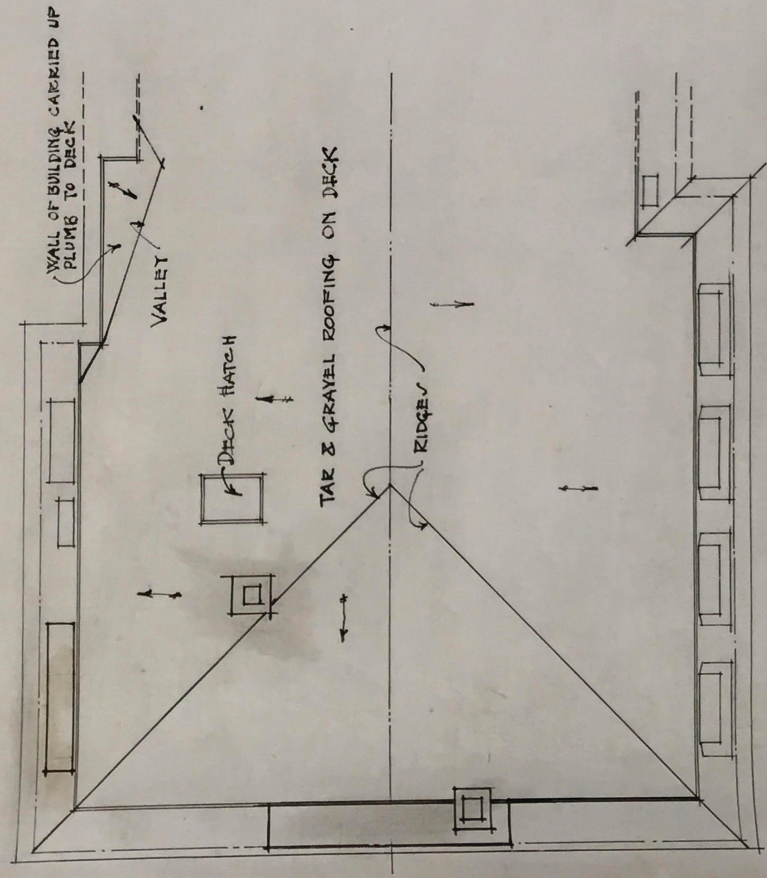 WALL OF BUILDING CARRIED UP
PLUMB TO DECK
VALLEY
DECK HATCH
TAR & GRAVEL ROOFING ON DECK
RIDGES